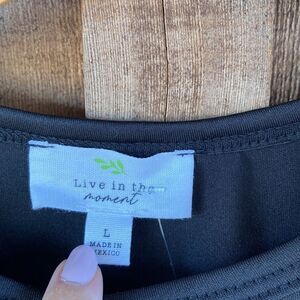 Live in the
moment
L
MADE IN
MEXICO